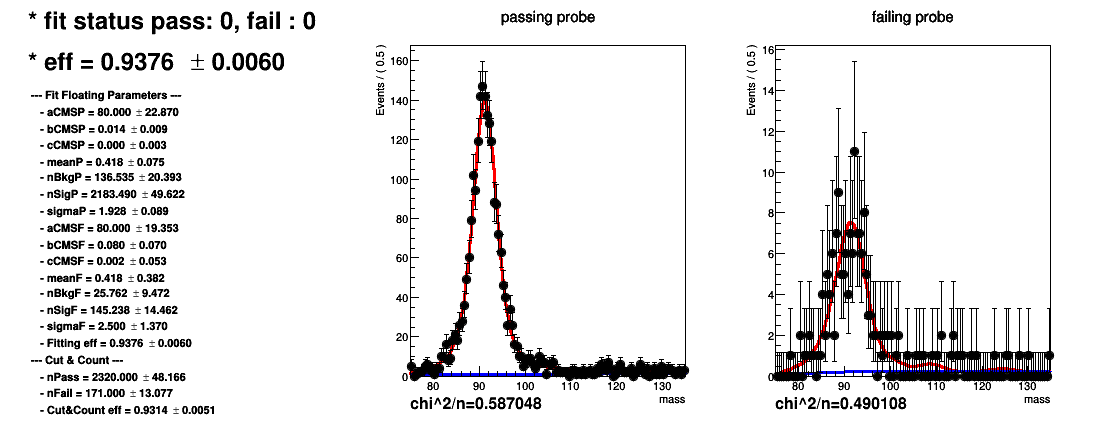 * fit status pass: 0, fail : 0
* eff = 0.9376 ± 0.0060
--- Fit Floating Parameters ---
- aCMSP = 80.000 ± 22.870
- bCMSP = 0.014 ± 0.009
- cCMSP = 0.000 ± 0.003
- meanP = 0.418 ± 0.075
- nBkgP = 136.535 ± 20.393
- nSigP = 2183.490 ± 49.622
- sigmaP = 1.928 ± 0.089
- aCMSF = 80.000 ± 19.353
- bCMSF = 0.080 ± 0.070
- cCMSF = 0.002 ± 0.053
- meanF = 0.418 ± 0.382
- nBkgF = 25.762 ± 9.472
- nSigF = 145.238 ± 14.462
- sigmaF = 2.500 ± 1.370
- Fitting eff = 0.9376 ± 0.0060
--- Cut & Count ---
- nPass = 2320.000 ± 48.166
- nFail = 171.000 ± 13.077
- Cut&Count eff = 0.9314 ± 0.0051
passing probe
Events / ( 0.5 )
160
140
120
100
80
60
40
20
0
80 90 100 110 120 130
mass
chi^2/n=0.587048
failing probe
Events / ( 0.5 )
16
14
12
10
8
6
4
2
0
80 90 100 110 120 130
mass
chi^2/n=0.490108